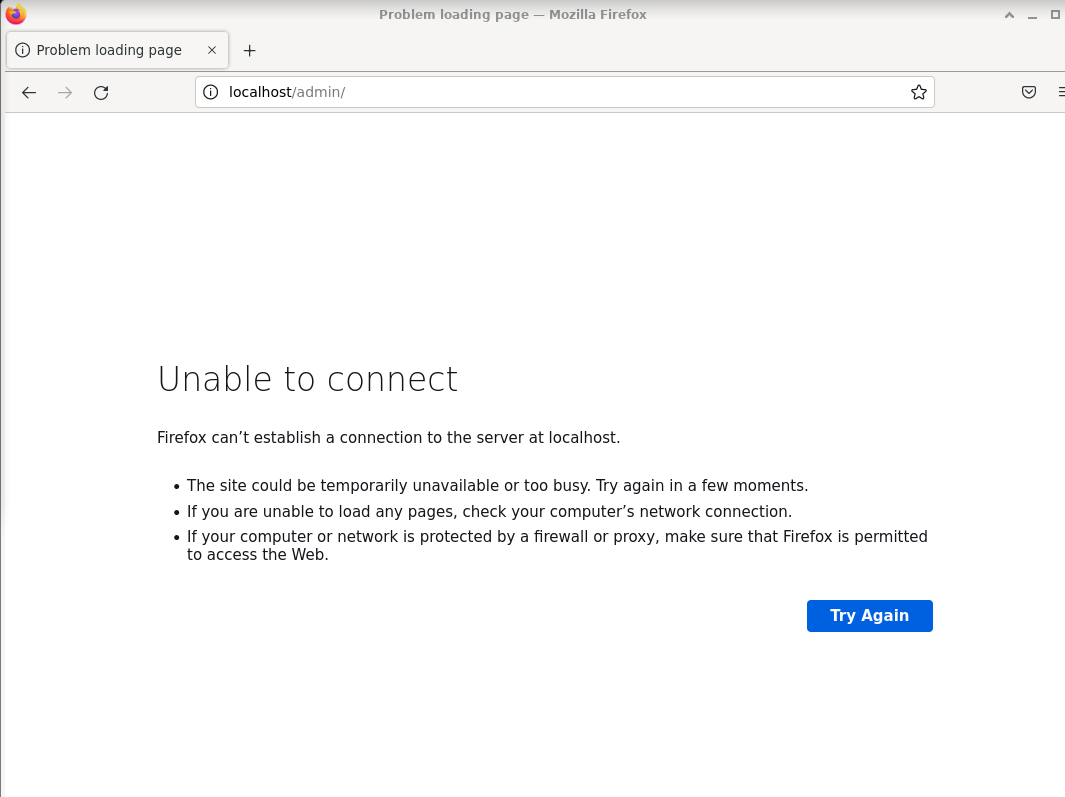 Problem loading page — Mozilla Firefox
Problem loading page
localhost/admin/
Unable to connect
Firefox can’t establish a connection to the server at localhost.
• The site could be temporarily unavailable or too busy. Try again in a few moments.
• If you are unable to load any pages, check your computer’s network connection.
• If your computer or network is protected by a firewall or proxy, make sure that Firefox is permitted
to access the Web.
Try Again